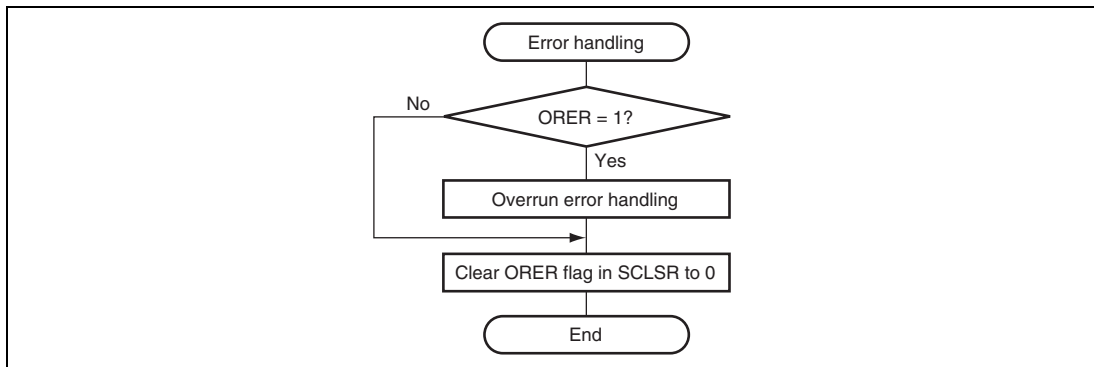 Error handling
ORER = 1?
No
Yes
Overrun error handling
Clear ORER flag in SCLSR to 0
End